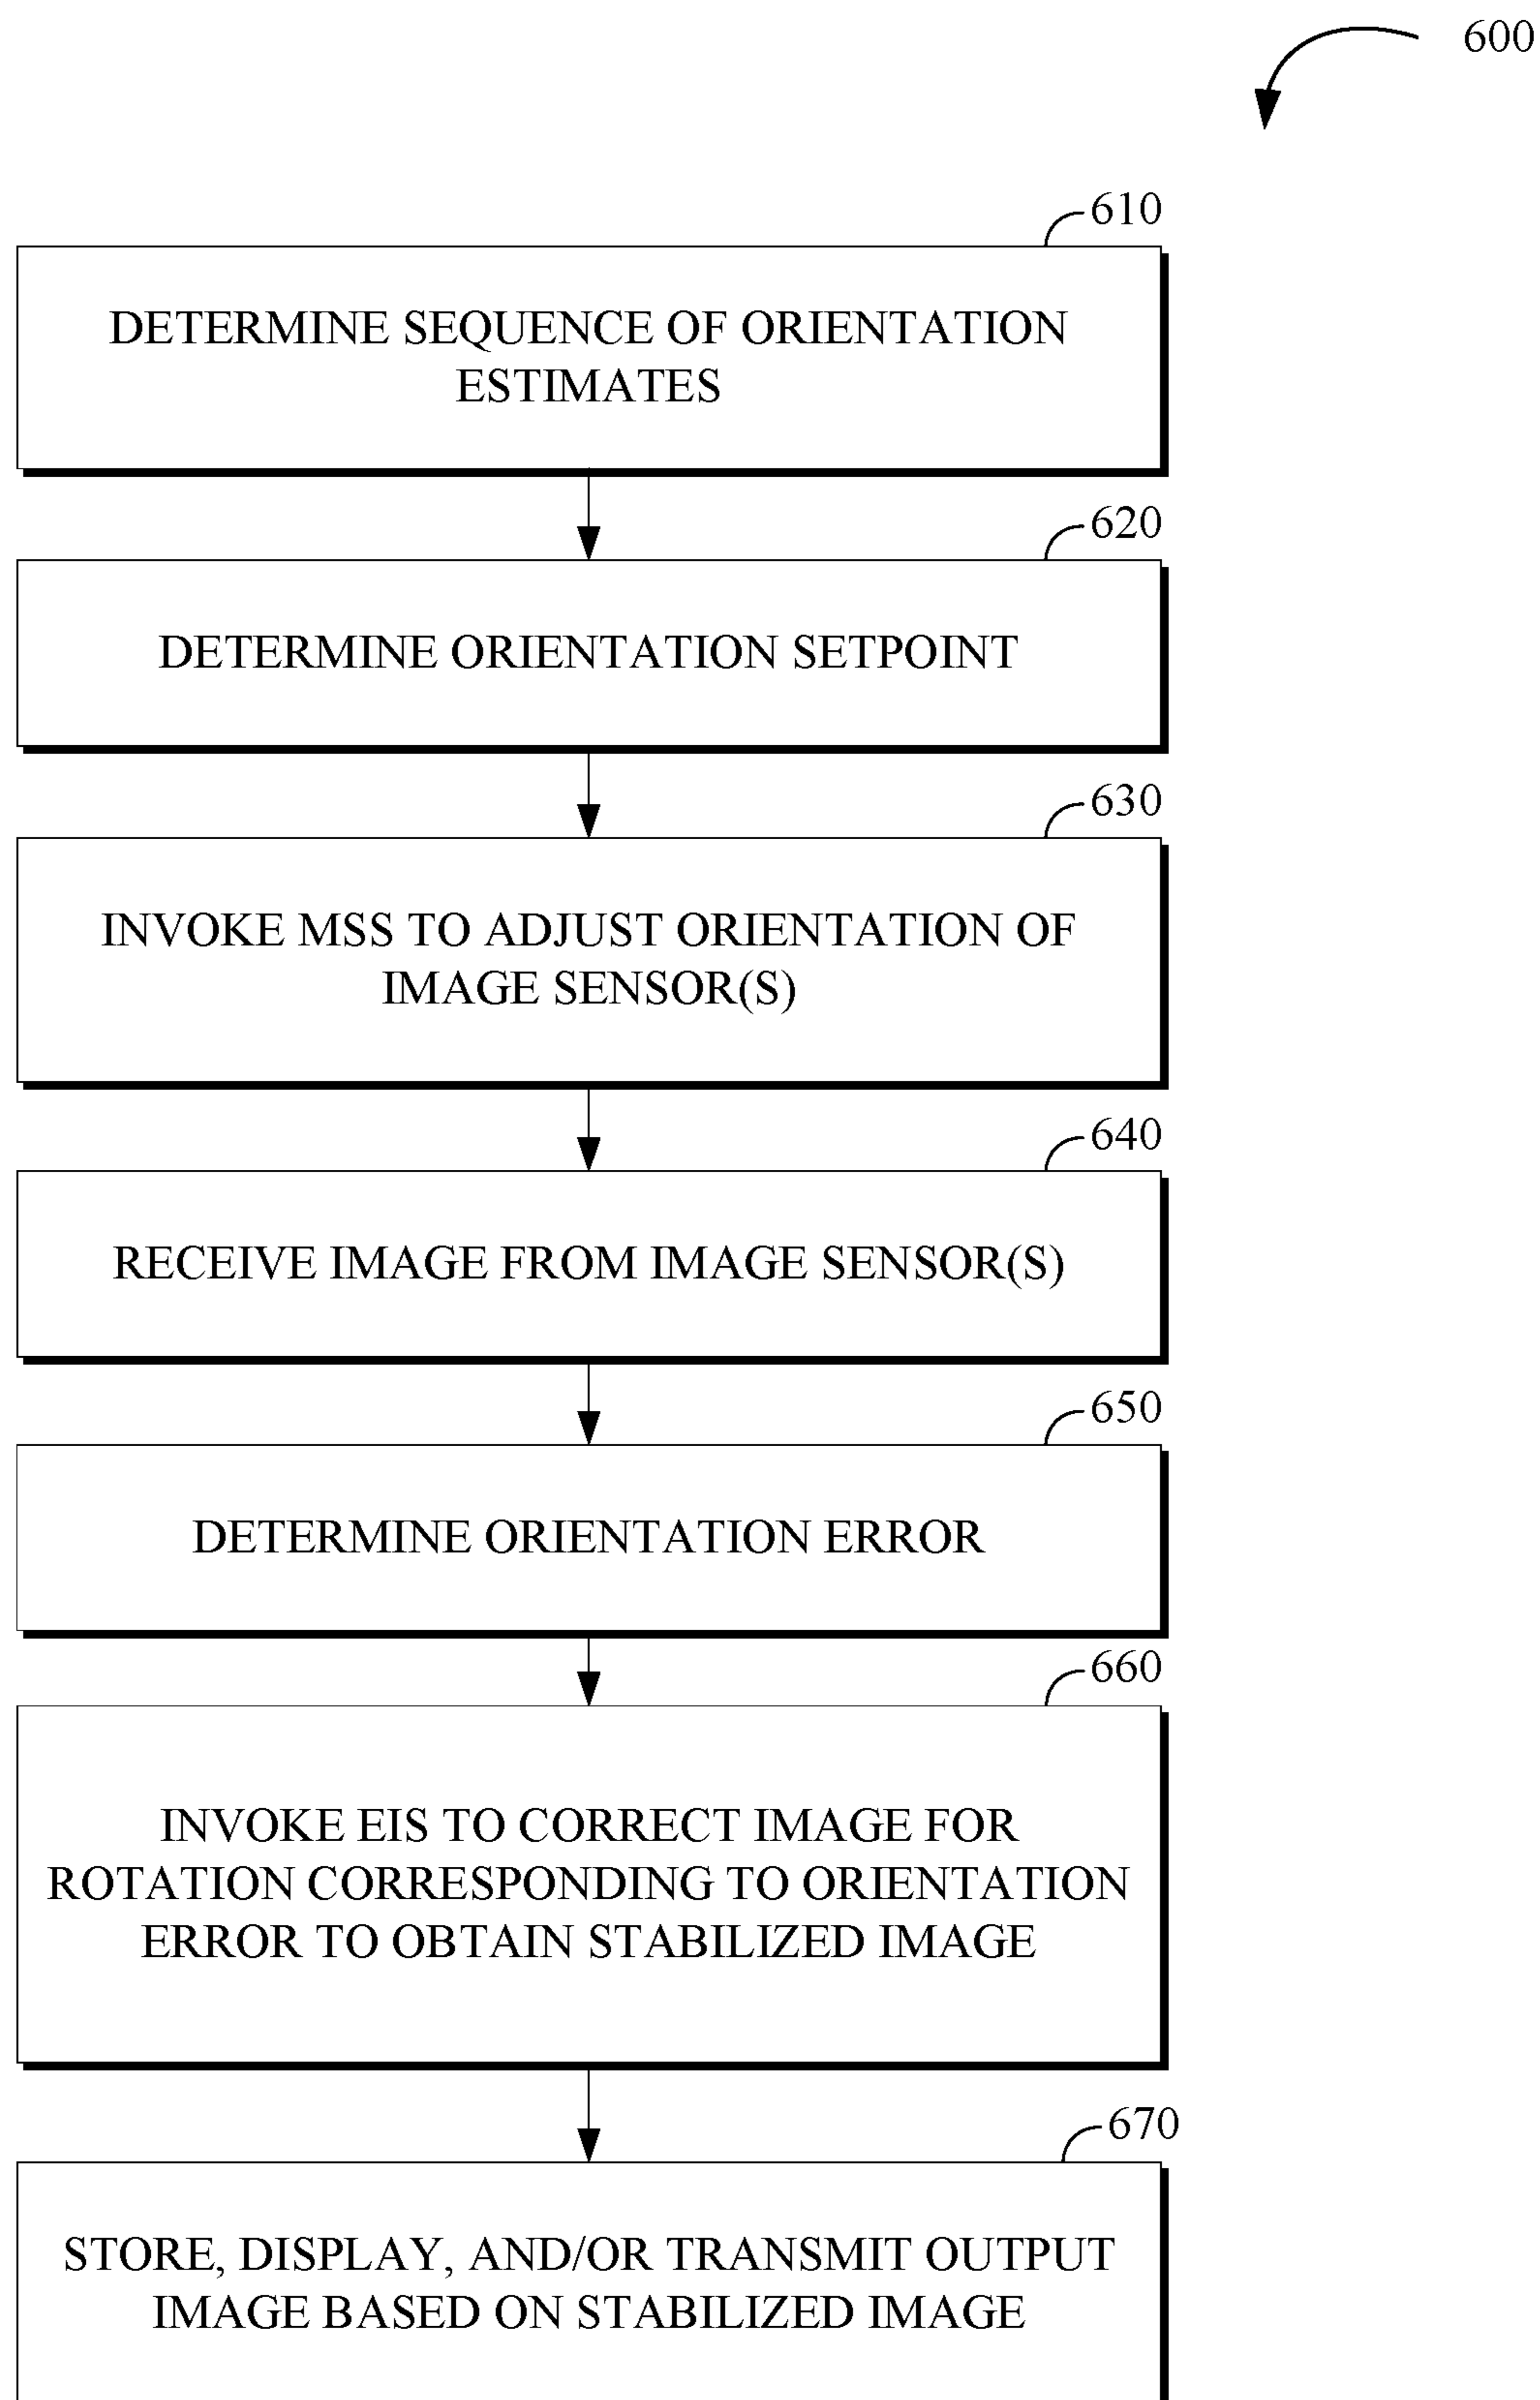 600
610
DETERMINE SEQUENCE OF ORIENTATION
ESTIMATES
620
DETERMINE ORIENTATION SETPOINT
630
INVOKE MSS TO ADJUST ORIENTATION OF
IMAGE SENSOR(S)
640
RECEIVE IMAGE FROM IMAGE SENSOR(S)
650
DETERMINE ORIENTATION ERROR
660
INVOKE EIS TO CORRECT IMAGE FOR
ROTATION CORRESPONDING TO ORIENTATION
ERROR TO OBTAIN STABILIZED IMAGE
670
STORE, DISPLAY, AND/OR TRANSMIT OUTPUT
IMAGE BASED ON STABILIZED IMAGE